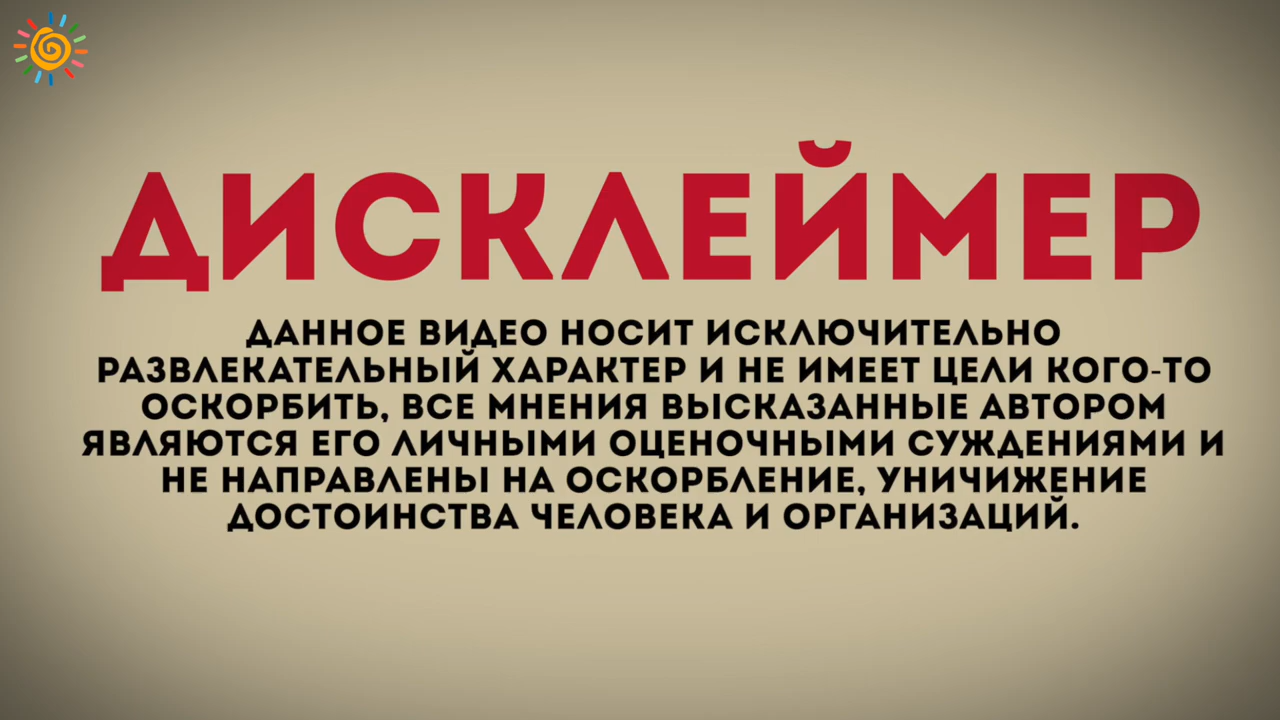 ДИСКЛЕЙМЕР
ДАННОЕ ВИДЕО НОСИТ ИСКЛЮЧИТЕЛЬНО
РАЗВЛЕКАТЕЛЬНЫЙ ХАРАКТЕР И НЕ ИМЕЕТ ЦЕЛИ КОГО-ТО
ОСКОРБИТЬ, ВСЕ МНЕНИЯ ВЫСКАЗАННЫЕ АВТОРОМ
ЯВЛЯЮТСЯ ЕГО ЛИЧНЫМИ ОЦЕНОЧНЫМИ СУЖДЕНИЯМИ И
НЕ НАПРАВЛЕНЫ НА ОСКОРБЛЕНИЕ, УНИЧИЖЕНИЕ
ДОСТОИНСТВА ЧЕЛОВЕКА И ОРГАНИЗАЦИЙ.